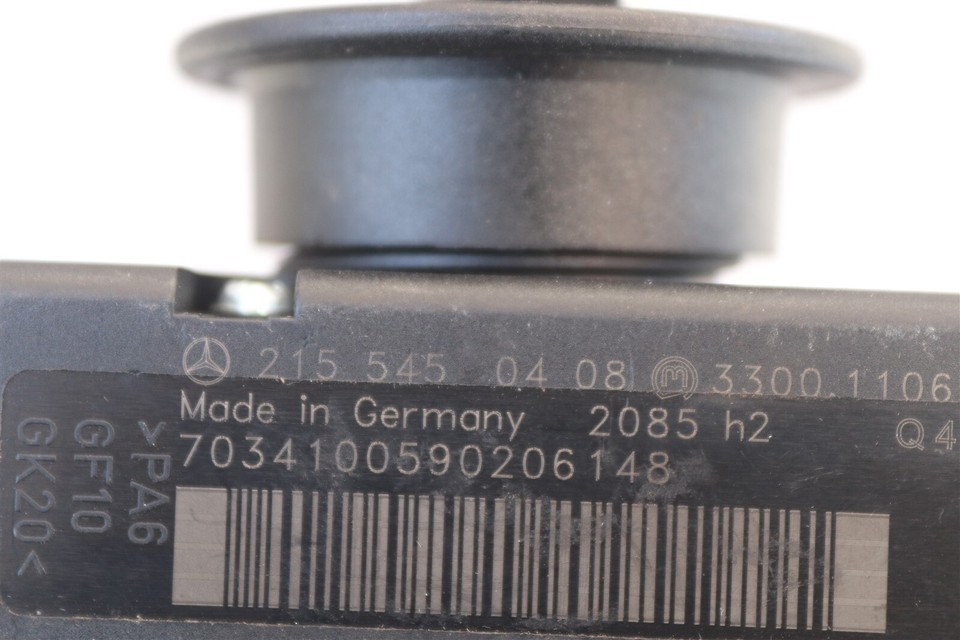 215 545 04 08 m 3300 1106
Made in Germany 2085 h2 Q4
7034100590206148
>PA6
GF10
GK20<